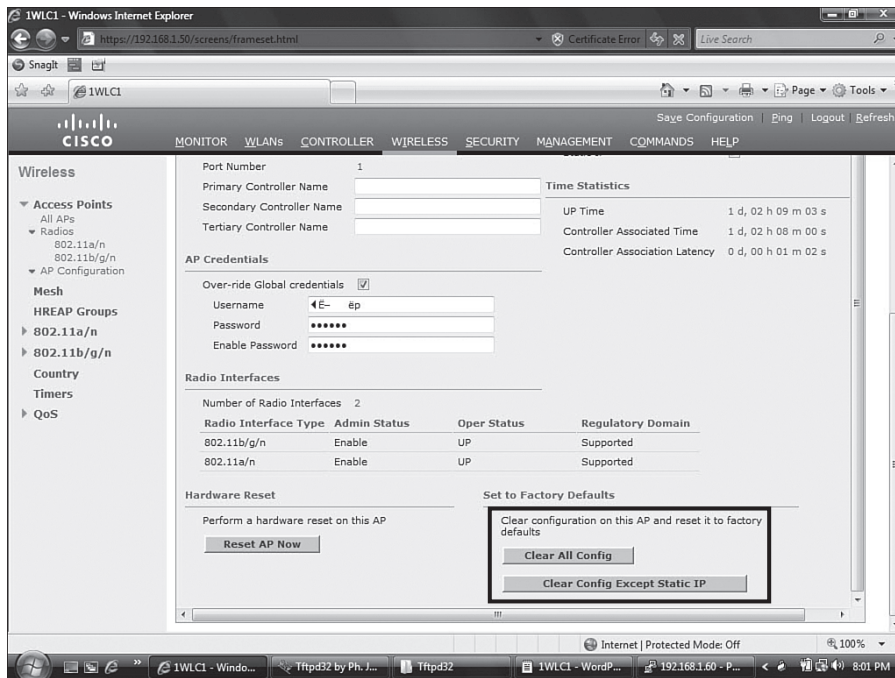 1WLC1 - Windows Internet Explorer
https://192.168.1.50/screens/frameset.html
Certificate Error
Live Search
SnagIt
1WLC1
Page
Tools
Save Configuration | Ping | Logout | Refresh
CISCO
MONITOR WLANs CONTROLLER WIRELESS SECURITY MANAGEMENT COMMANDS HELP
Wireless
Access Points
All APs
Radios
802.11a/n
802.11b/g/n
AP Configuration
Mesh
HREAP Groups
802.11a/n
802.11b/g/n
Country
Timers
QoS
Port Number 1
Primary Controller Name
Secondary Controller Name
Tertiary Controller Name
AP Credentials
Over-ride Global credentials
Username
Password ••••••
Enable Password ••••••
Time Statistics
UP Time 1 d, 02 h 09 m 03 s
Controller Associated Time 1 d, 02 h 08 m 00 s
Controller Association Latency 0 d, 00 h 01 m 02 s
Radio Interfaces
Number of Radio Interfaces 2
Radio Interface Type Admin Status Oper Status Regulatory Domain
802.11b/g/n Enable UP Supported
802.11a/n Enable UP Supported
Hardware Reset
Perform a hardware reset on this AP
Reset AP Now
Set to Factory Defaults
Clear configuration on this AP and reset it to factory
defaults
Clear All Config
Clear Config Except Static IP
Internet | Protected Mode: Off
100%
1WLC1 - Windo...
Tftpd32 by Ph. J...
Tftpd32
1WLC1 - WordP...
192.168.1.60 - P...
8:01 PM